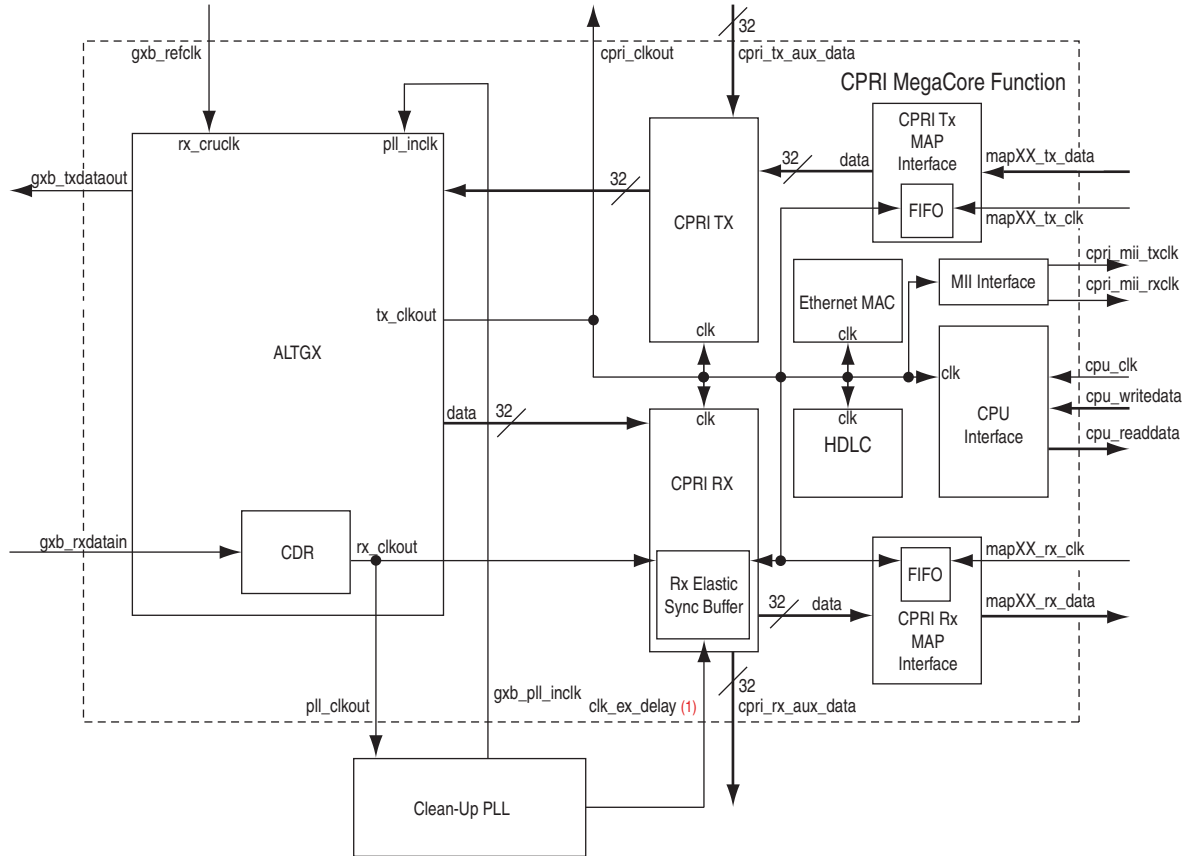 gxb_refclk
cpri_clkout
32
cpri_tx_aux_data
CPRI MegaCore Function
rx_cruclk
pll_inclk
CPRI Tx
MAP
Interface
FIFO
32
data
mapXX_tx_data
mapXX_tx_clk
gxb_txdataout
32
CPRI TX
clk
cpri_mii_txclk
MII Interface
cpri_mii_rxclk
Ethernet MAC
clk
tx_clkout
ALTGX
clk
cpu_clk
CPU
Interface
cpu_writedata
cpu_readdata
data
32
clk
clk
HDLC
CPRI RX
gxb_rxdatain
CDR
rx_clkout
Rx Elastic
Sync Buffer
32
data
mapXX_rx_clk
FIFO
CPRI Rx
MAP
Interface
mapXX_rx_data
32
pll_clkout
gxb_pll_inclk
clk_ex_delay (1)
cpri_rx_aux_data
Clean-Up PLL